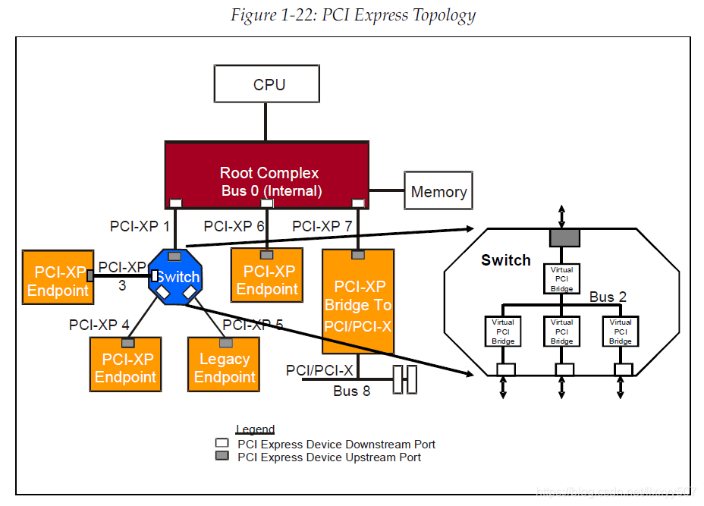 Figure 1-22: PCI Express Topology
CPU
Root Complex
Bus 0 (Internal)
Memory
PCI-XP 1
PCI-XP 6
PCI-XP 7
PCI-XP
Endpoint
PCI-XP
3
Switch
PCI-XP
Endpoint
PCI-XP
Bridge To
PCI/PCI-X
PCI-XP 4
PCI-XP 5
PCI-XP
Endpoint
Legacy
Endpoint
PCI/PCI-X
Bus 8
Switch
Virtual
PCI
Bridge
Bus 2
Virtual
PCI
Bridge
Virtual
PCI
Bridge
Virtual
PCI
Bridge
Legend
PCI Express Device Downstream Port
PCI Express Device Upstream Port